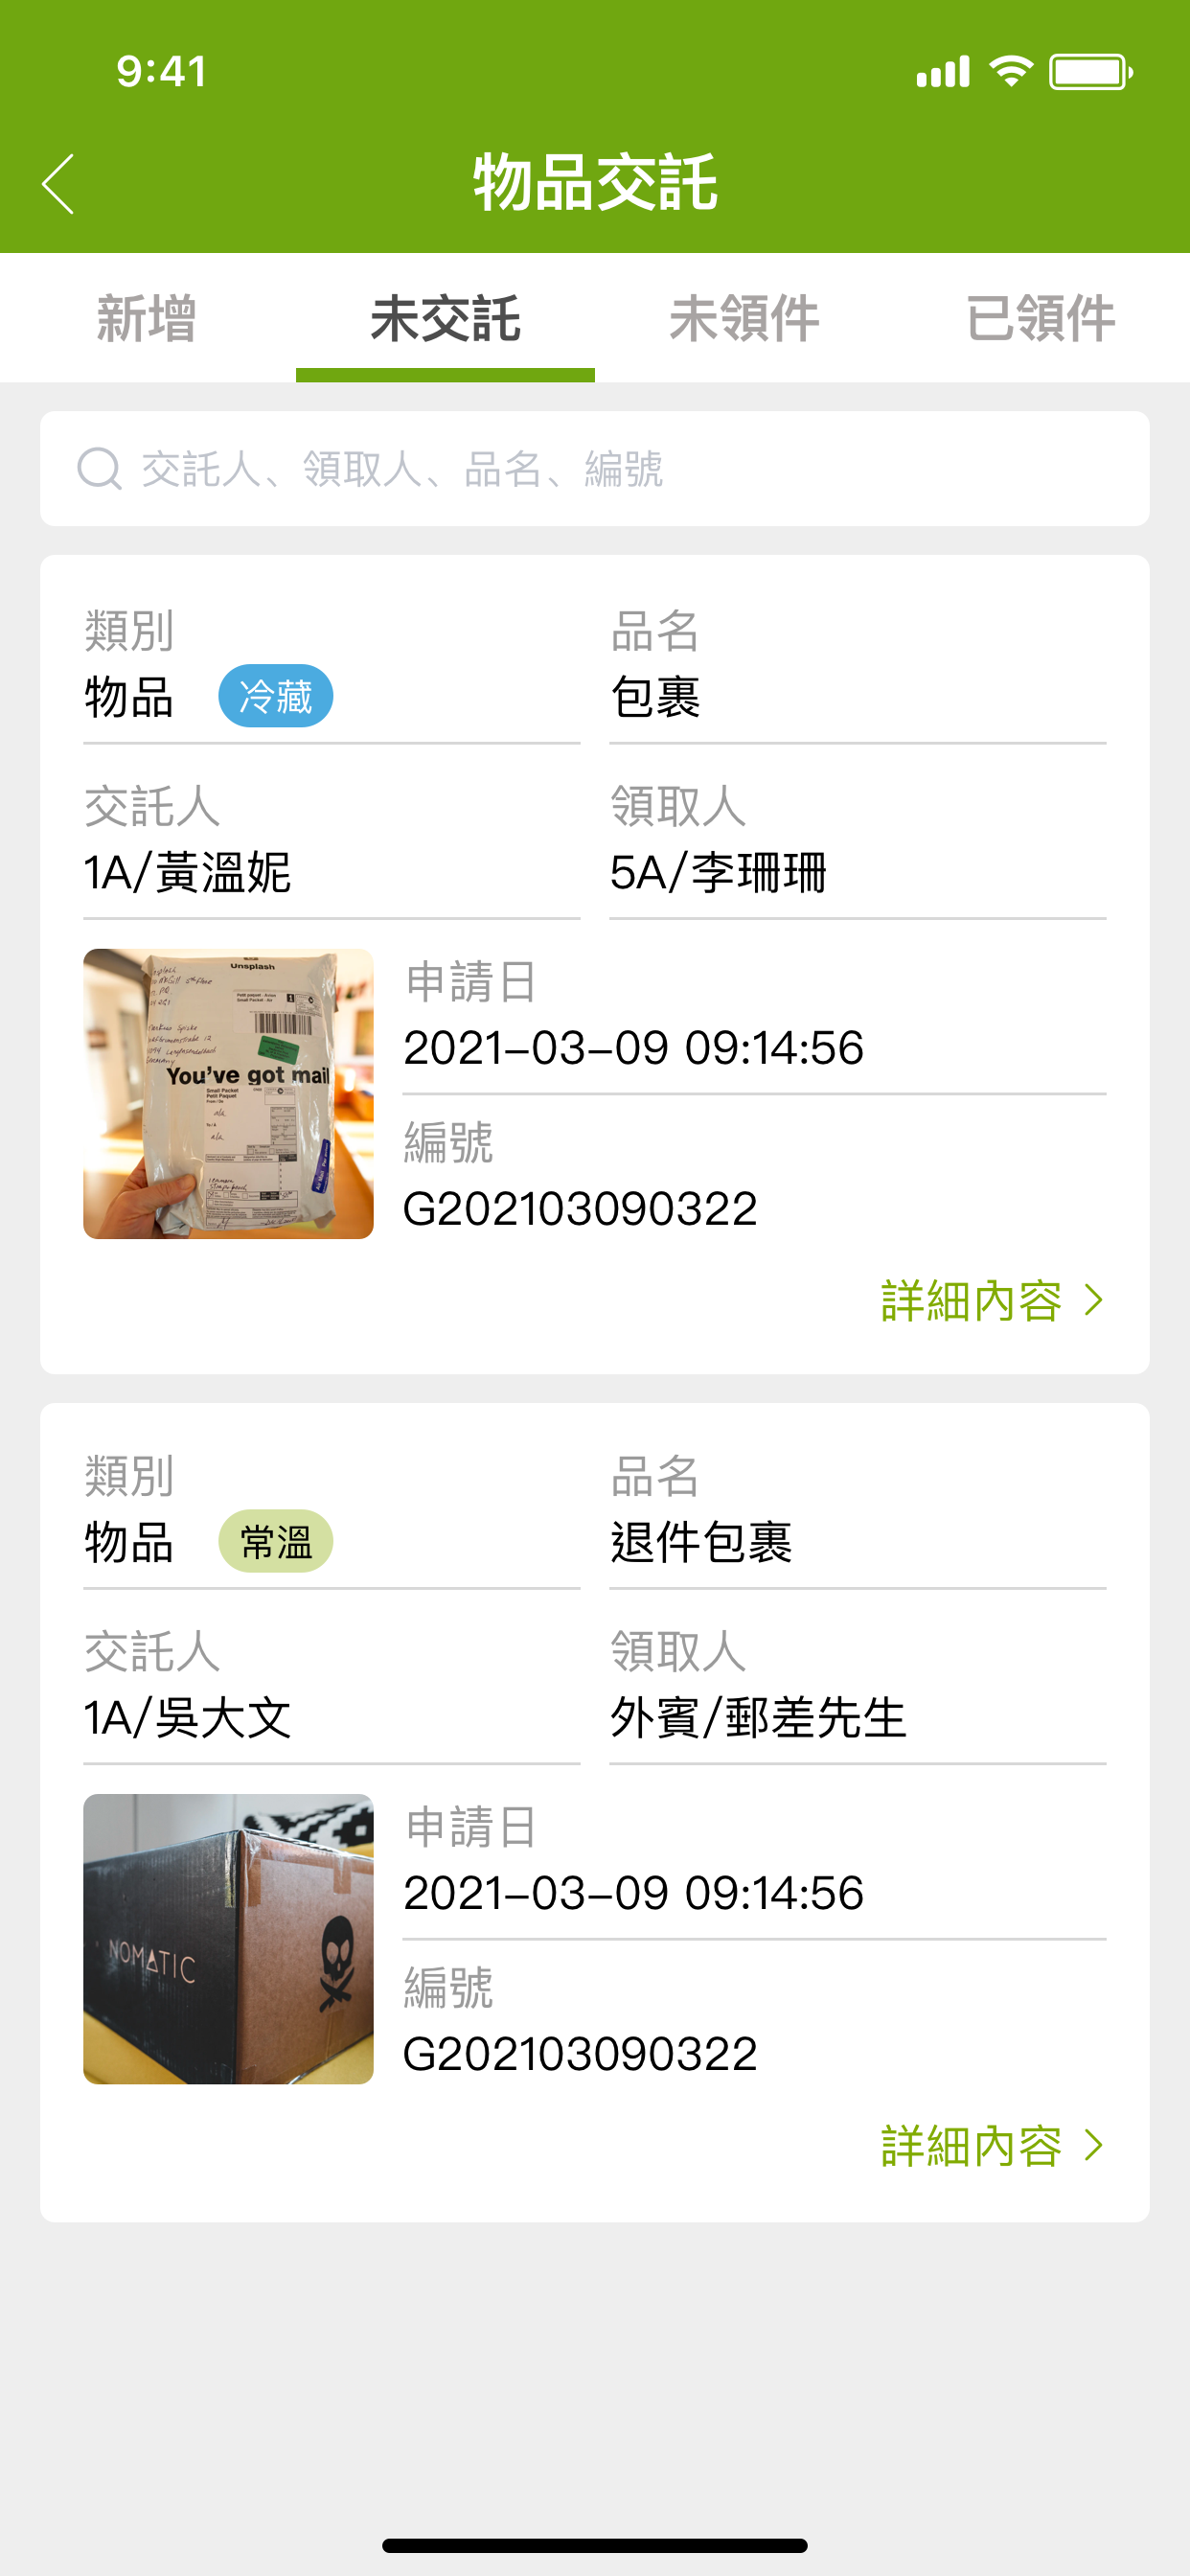 9:41
物品交託
新增
未交託
未領件
已領件
交託人、領取人、品名、編號
類別
品名
物品 冷藏
包裹
交託人
領取人
1A/黃溫妮
5A/李珊珊
Unsplash
You've got mail
申請日
2021-03-09 09:14:56
編號
G202103090322
詳細內容
類別
品名
物品 常溫
退件包裹
交託人
領取人
1A/吳大文
外賓/郵差先生
NOMATIC
申請日
2021-03-09 09:14:56
編號
G202103090322
詳細內容